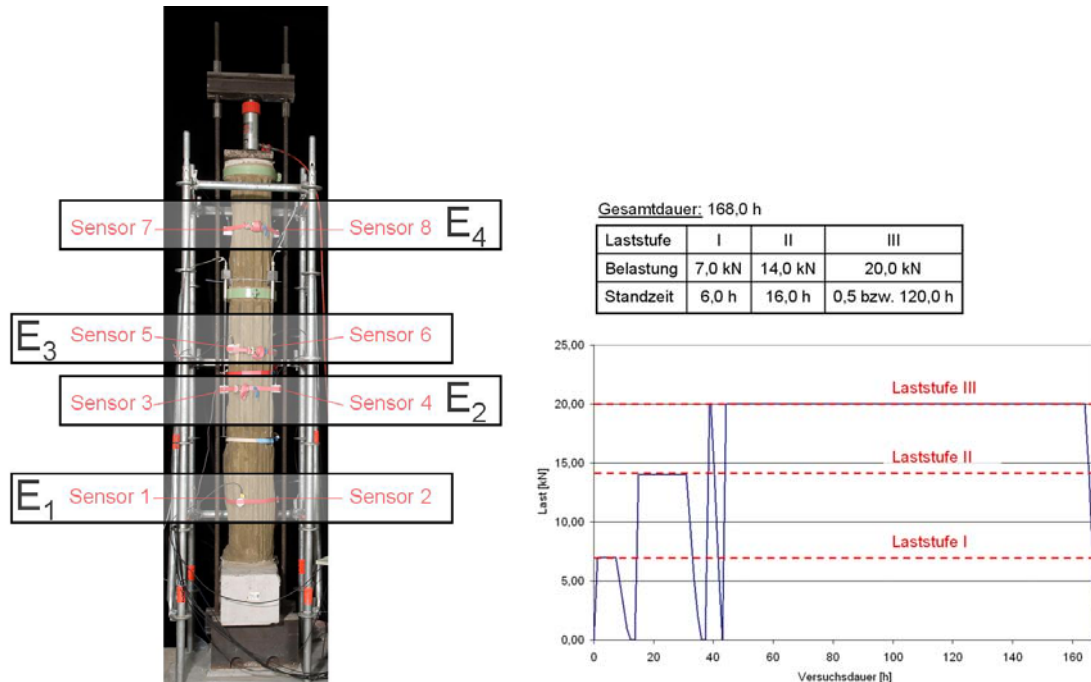 Sensor 7
Sensor 8
E4
Sensor 5
Sensor 6
E3
Sensor 3
Sensor 4
E2
E1
Sensor 1
Sensor 2
Gesamtdauer: 168,0 h
Laststufe I II III
Belastung 7,0 kN 14,0 kN 20,0 kN
Standzeit 6,0 h 16,0 h 0,5 bzw. 120,0 h
25,00
20,00
15,00
10,00
5,00
0,00
Last [kN]
Laststufe III
Laststufe II
Laststufe I
0 20 40 60 80 100 120 140 160
Versuchsdauer [h]